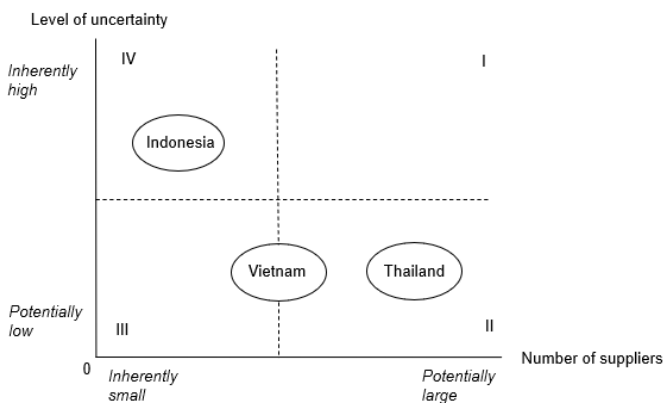 Level of uncertainty
IV
I
Inherently
high
Indonesia
Vietnam
Thailand
Potentially
low
III
II
0
Number of suppliers
Inherently
small
Potentially
large